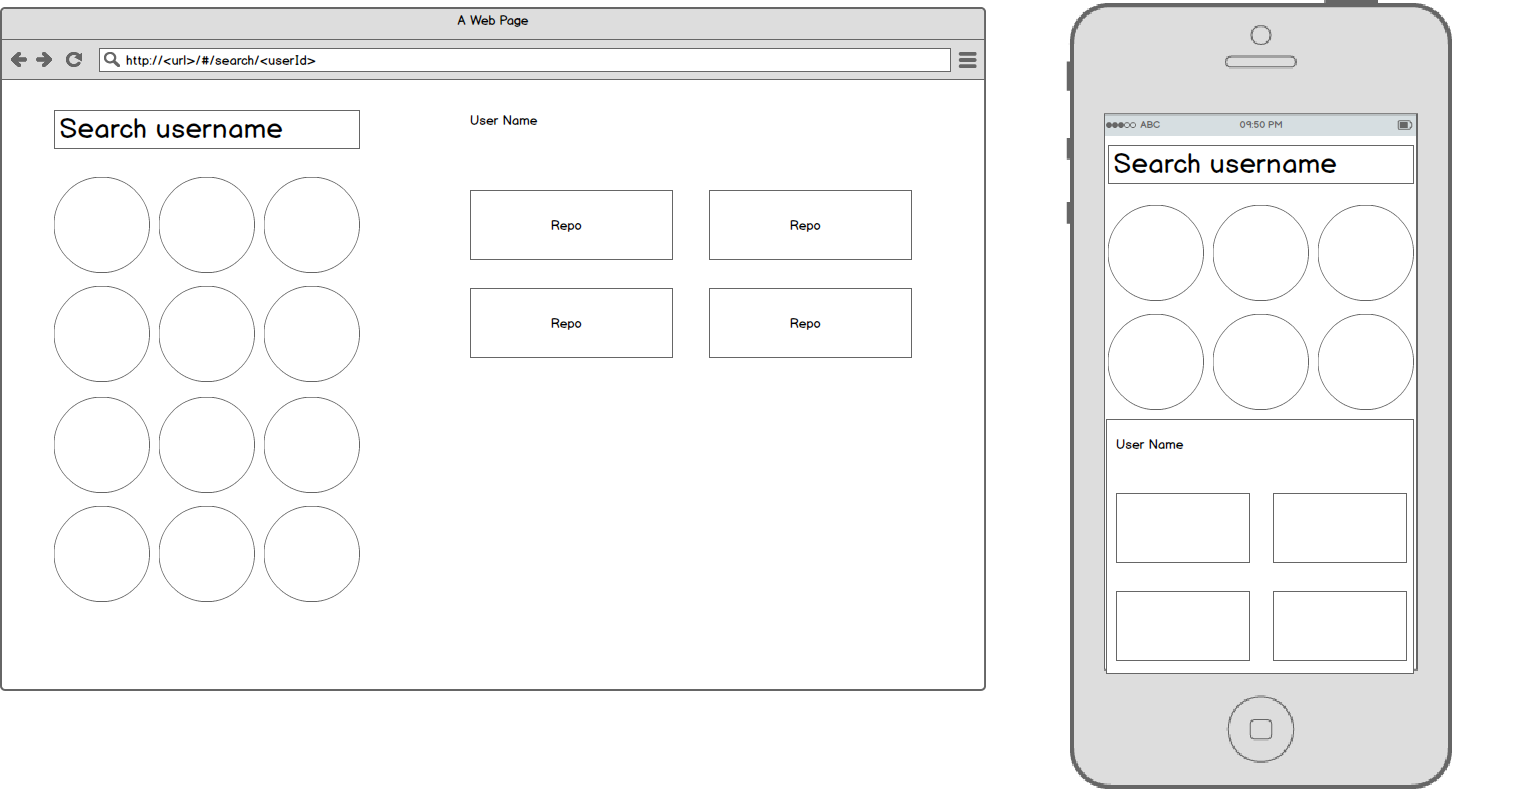 A Web Page
http://<url>/#/search/<userId>
Search username
User Name
Repo
Repo
Repo
Repo
ABC
09:50 PM
Search username
User Name